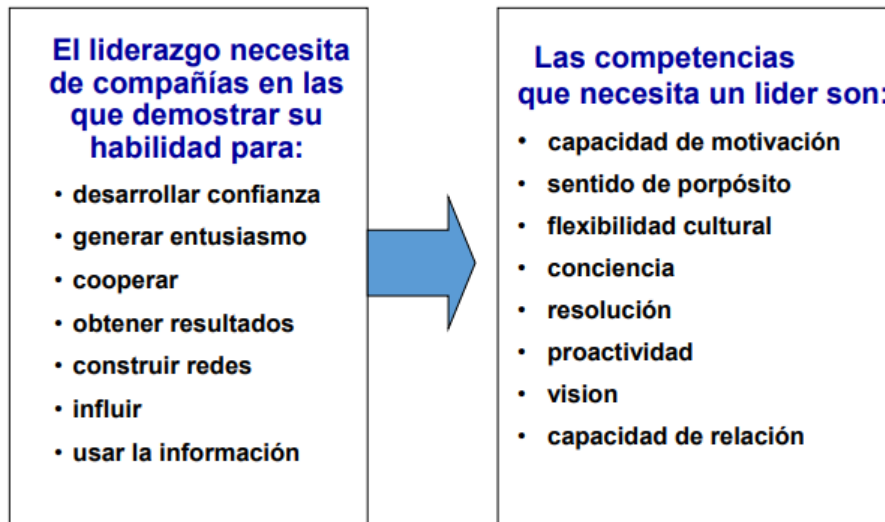 El liderazgo necesita
de compañías en las
que demostrar su
habilidad para:
• desarrollar confianza
• generar entusiasmo
• cooperar
• obtener resultados
• construir redes
• influir
• usar la información
Las competencias
que necesita un lider son:
• capacidad de motivación
• sentido de porpósito
• flexibilidad cultural
• conciencia
• resolución
• proactividad
• vision
• capacidad de relación